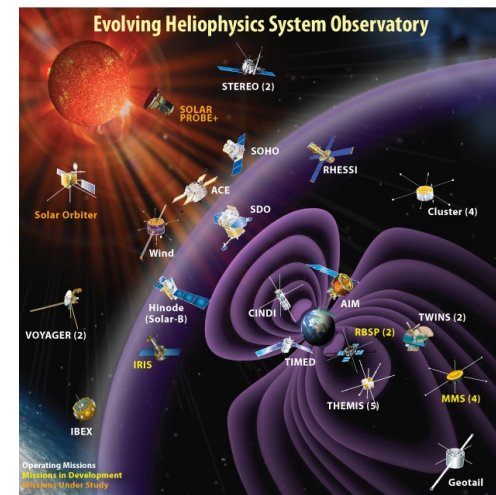 Evolving Heliophysics System Observatory
STEREO (2)
SOLAR
PROBE+
SOHO
RHESSI
ACE
Solar Orbiter
SDO
Cluster (4)
Wind
Hinode
(Solar-B)
CINDI
AIM
VOYAGER (2)
RBSP (2)
TWINS (2)
IRIS
TIMED
THEMIS (5)
MMS (4)
IBEX
Operating Missions
Missions in Development
Missions Under Study
Geotail